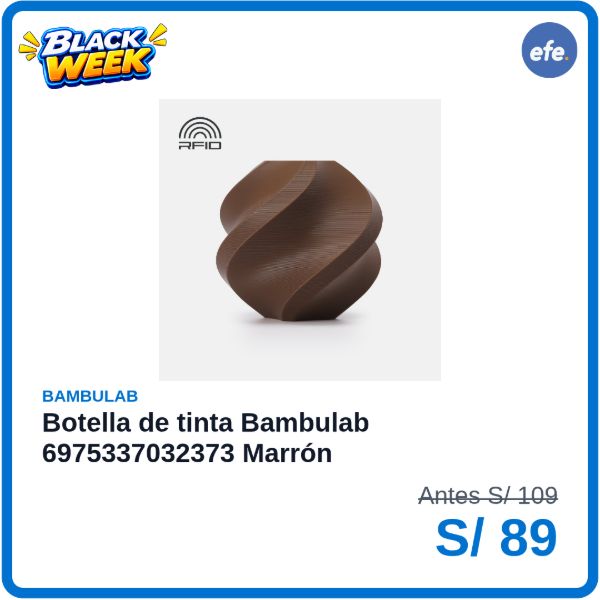 BLACK
WEEK
efe.
RFID
BAMBULAB
Botella de tinta Bambulab
6975337032373 Marrón
Antes S/ 109
S/ 89